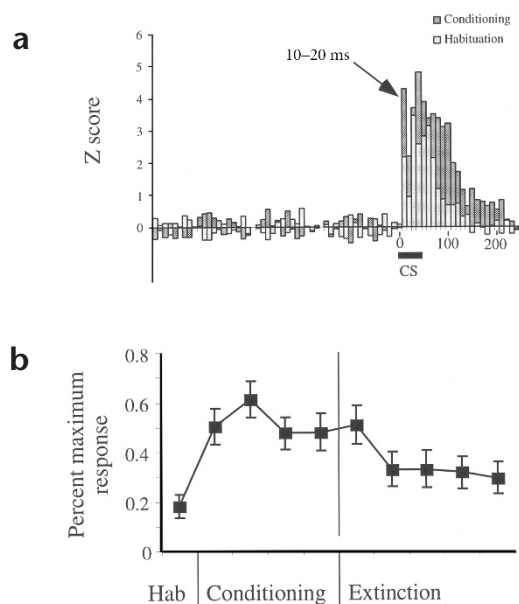 a
Conditioning
Habituation
10–20 ms
Z score
6
5
4
3
2
1
0
0 100 200
CS
b
Percent maximum
response
0.8
0.6
0.4
0.2
0
Hab Conditioning Extinction